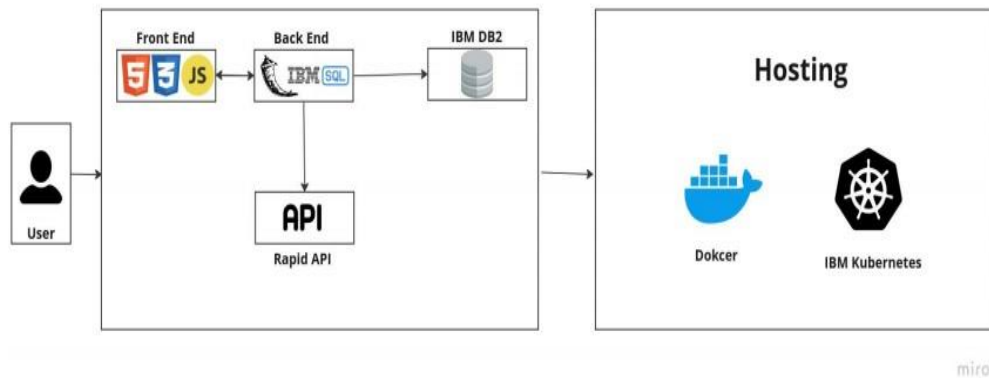 Front End
Back End
IBM DB2
5 3 JS
IBM SQL
Hosting
API
User
Rapid API
Dokcer
IBM Kubernetes
miro